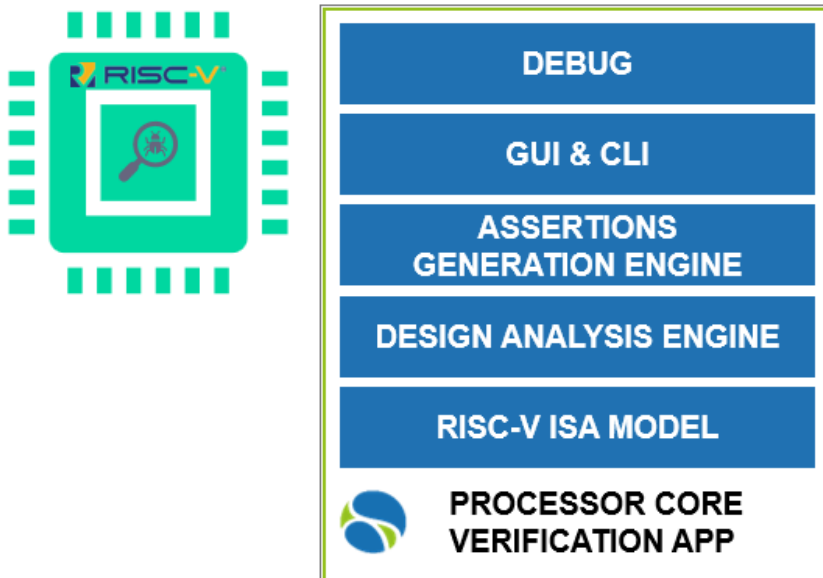 RISC-V
DEBUG
GUI & CLI
ASSERTIONS
GENERATION ENGINE
DESIGN ANALYSIS ENGINE
RISC-V ISA MODEL
PROCESSOR CORE
VERIFICATION APP